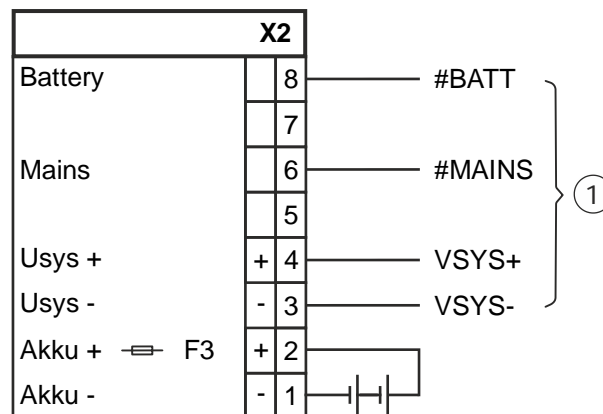 X2
Battery 8 #BATT
7
Mains 6 #MAINS
5
Usys + + 4 VSYS+
Usys - - 3 VSYS-
Akku + F3 + 2
Akku - - 1
1